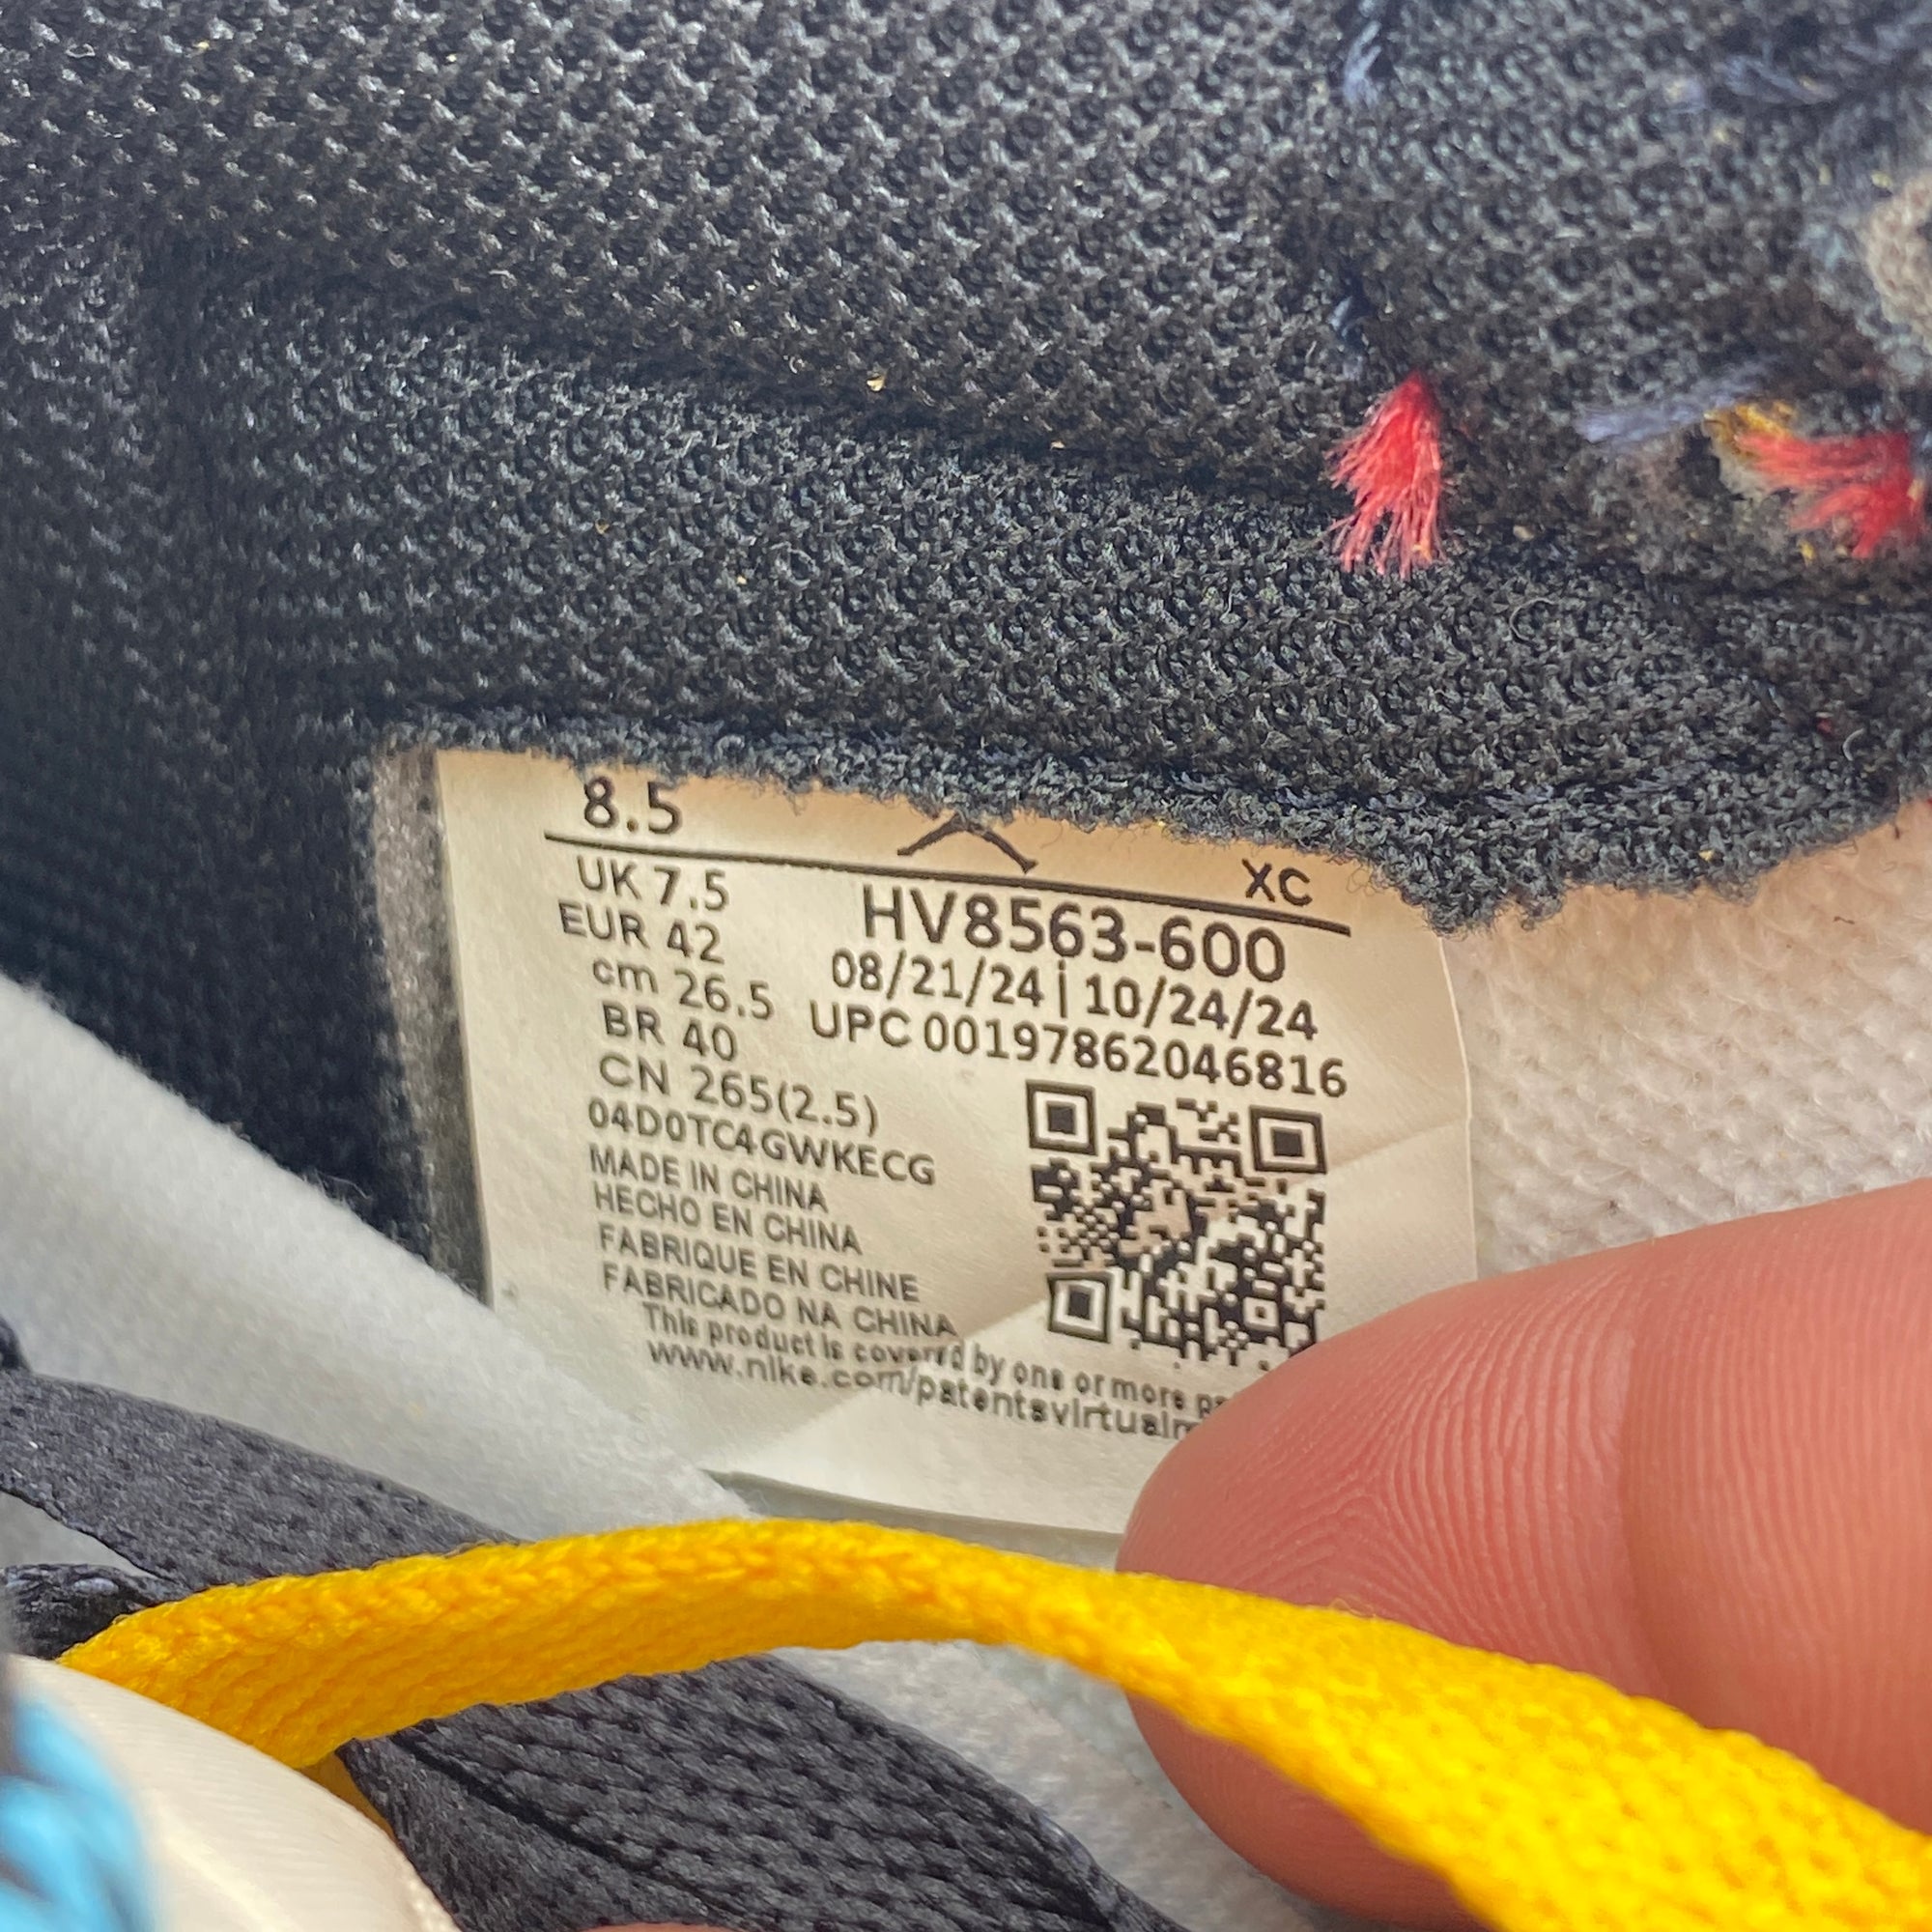 8.5
XC
UK 7.5
EUR 42
cm 26.5
BR 40
CN 265(2.5)
04D0TC4GWKECG
MADE IN CHINA
HECHO EN CHINA
FABRIQUE EN CHINE
FABRICADO NA CHINA
This product is covered by one or more
www.nike.com/patentsvirtualm
HV8563-600
08/21/24 | 10/24/24
UPC 00197862046816